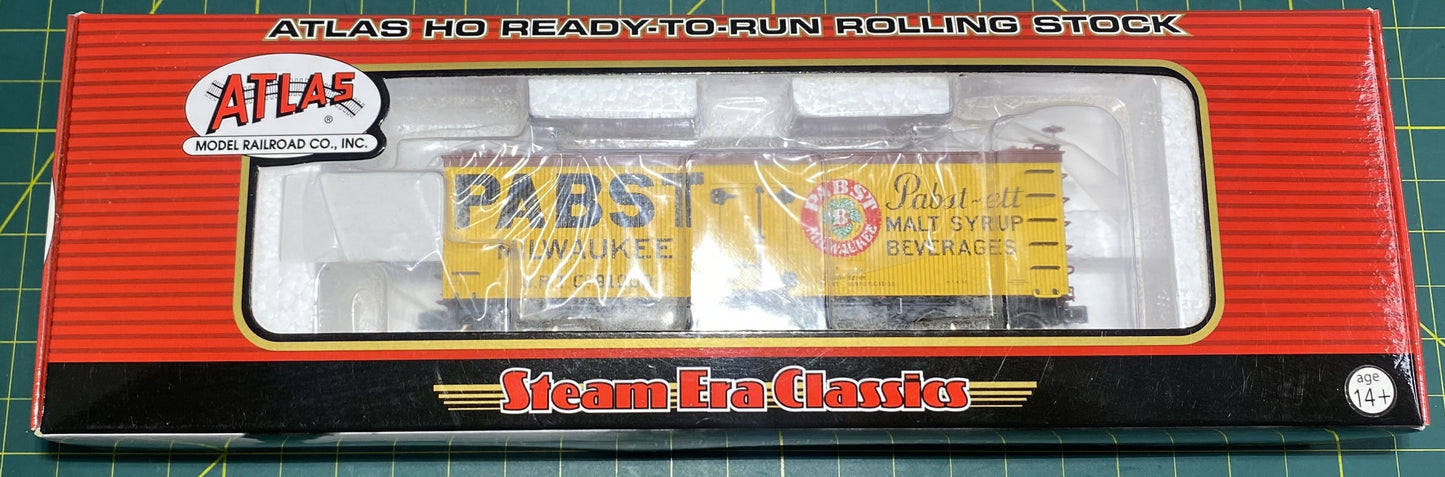 ATLAS HO READY-TO-RUN ROLLING STOCK
ATLAS
®
MODEL RAILROAD CO., INC.
PABST
MILWAUKEE
PABST
B
MILWAUKEE
Pabst-ett
MALT SYRUP
BEVERAGES
Steam Era Classics
age
14+